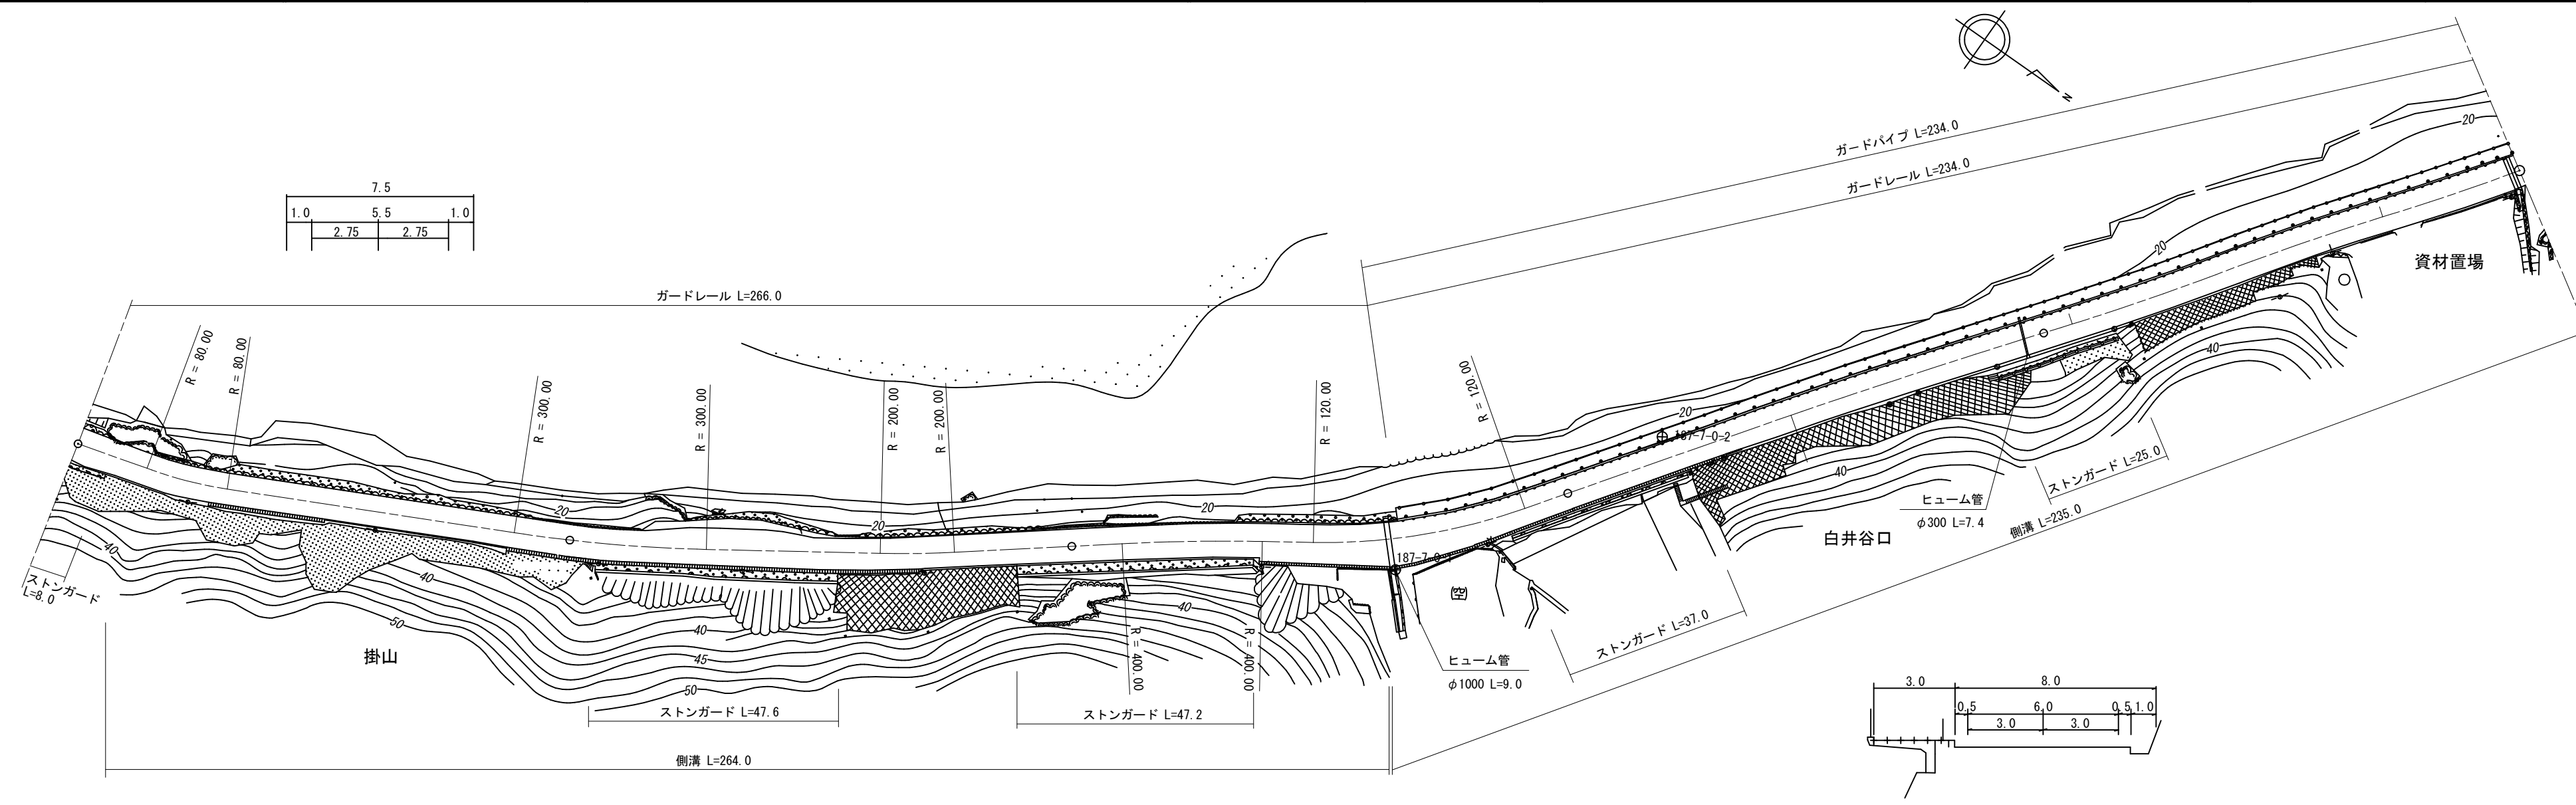 N
ガードパイプ L=234.0
ガードレール L=234.0
20
7.5
1.0 5.5 1.0
2.75 2.75
ガードレール L=266.0
20
資材置場
R = 80.00
R = 80.00
R = 300.00
R = 300.00
R = 200.00
R = 200.00
R = 120.00
R = 120.00
40
20
187-7-0-2
40
20
20
20
ストンガード L=25.0
ヒューム管
φ300 L=7.4
側溝 L=235.0
白井谷口
40
ストンガード
L=8.0
40
187-7-0
空
40
50
掛山
40
45
50
R = 400.00
R = 400.00
ストンガード L=37.0
ヒューム管
φ1000 L=9.0
ストンガード L=47.6
ストンガード L=47.2
側溝 L=264.0
3.0 8.0
0.5 6.0 0.5 1.0
3.0 3.0